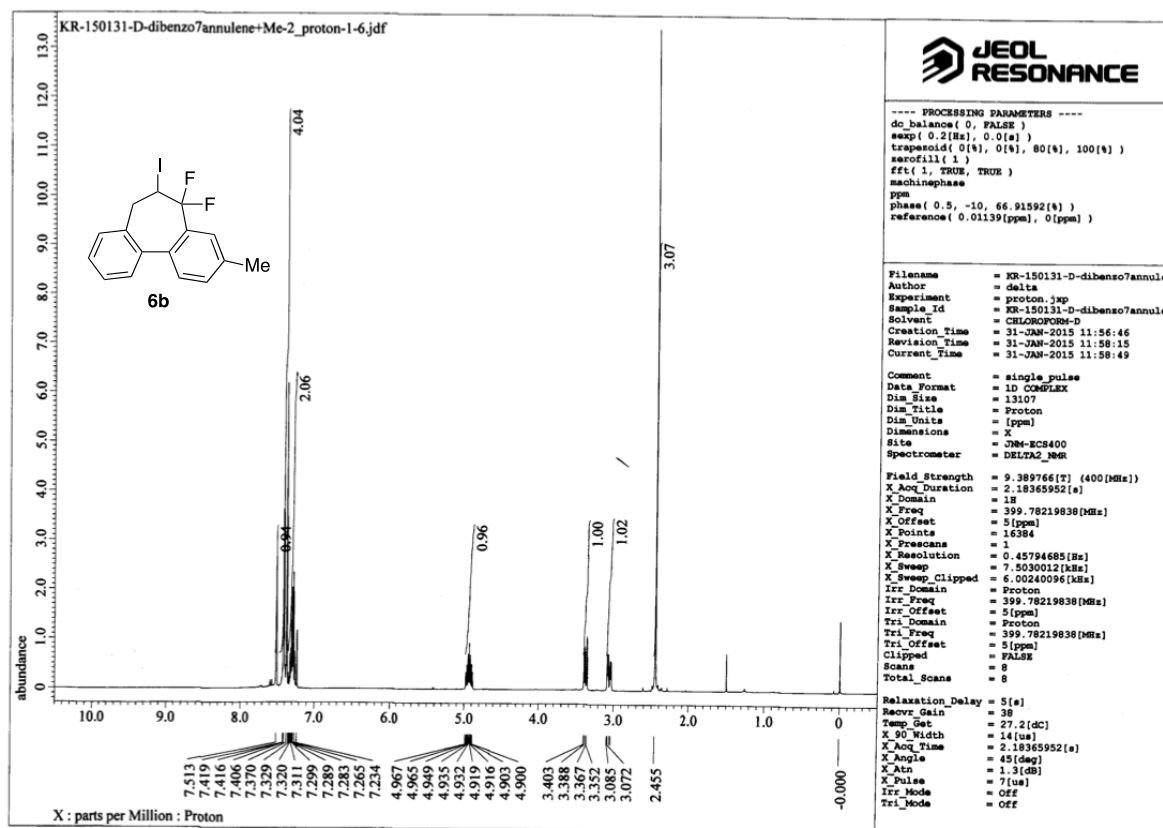 KR-150131-D-dibenzo7annulene+Me-2_proton-1-6.jdf
JEOL
RESONANCE
---- PROCESSING PARAMETERS ----
dc_balance( 0, FALSE )
sexp( 0.2[Hz], 0.0[s] )
trapezoid( 0[%], 0[%], 80[%], 100[%] )
zerofill( 1 )
fft( 1, TRUE, TRUE )
machinephase
ppm
phase( 0.5, -10, 66.91592[%] )
reference( 0.01139[ppm], 0[ppm] )
Filename = KR-150131-D-dibenzo7annule
Author = delta
Experiment = proton.jxp
Sample_Id = KR-150131-D-dibenzo7annule
Solvent = CHLOROFORM-D
Creation_Time = 31-JAN-2015 11:56:46
Revision_Time = 31-JAN-2015 11:58:15
Current_Time = 31-JAN-2015 11:58:49
Comment = single_pulse
Data_Format = 1D COMPLEX
Dim_Size = 13107
Dim_Title = Proton
Dim_Units = [ppm]
Dimensions = X
Site = JNM-ECS400
Spectrometer = DELTA2_NMR
Field_Strength = 9.389766[T] (400[MHz])
X_Acq_Duration = 2.18365952[s]
X_Domain = 1H
X_Freq = 399.78219838[MHz]
X_Offset = 5[ppm]
X_Points = 16384
X_Prescans = 1
X_Resolution = 0.45794685[Hz]
X_Sweep = 7.5030012[kHz]
X_Sweep_Clipped = 6.00240096[kHz]
Irr_Domain = Proton
Irr_Freq = 399.78219838[MHz]
Irr_Offset = 5[ppm]
Tri_Domain = Proton
Tri_Freq = 399.78219838[MHz]
Tri_Offset = 5[ppm]
Clipped = FALSE
Scans = 8
Total_Scans = 8
Relaxation_Delay = 5[s]
Recvr_Gain = 38
Temp_Get = 27.2[dC]
X_90_Width = 14[us]
X_Acq_Time = 2.18365952[s]
X_Angle = 45[deg]
X_Atn = 1.3[dB]
X_Pulse = 7[us]
Irr_Mode = Off
Tri_Mode = Off
I
F
F
Me
6b
13.0
12.0
11.0
10.0
9.0
8.0
7.0
6.0
5.0
4.0
3.0
2.0
1.0
0
abundance
0.94
4.04
2.06
0.96
1.00
1.02
3.07
10.0 9.0 8.0 7.0 6.0 5.0 4.0 3.0 2.0 1.0 0
7.513
7.419
7.416
7.406
7.370
7.329
7.320
7.311
7.299
7.289
7.283
7.265
7.234
4.967
4.965
4.949
4.935
4.932
4.919
4.916
4.903
4.900
3.403
3.388
3.367
3.352
3.085
3.072
2.455
-0.000
X : parts per Million : Proton